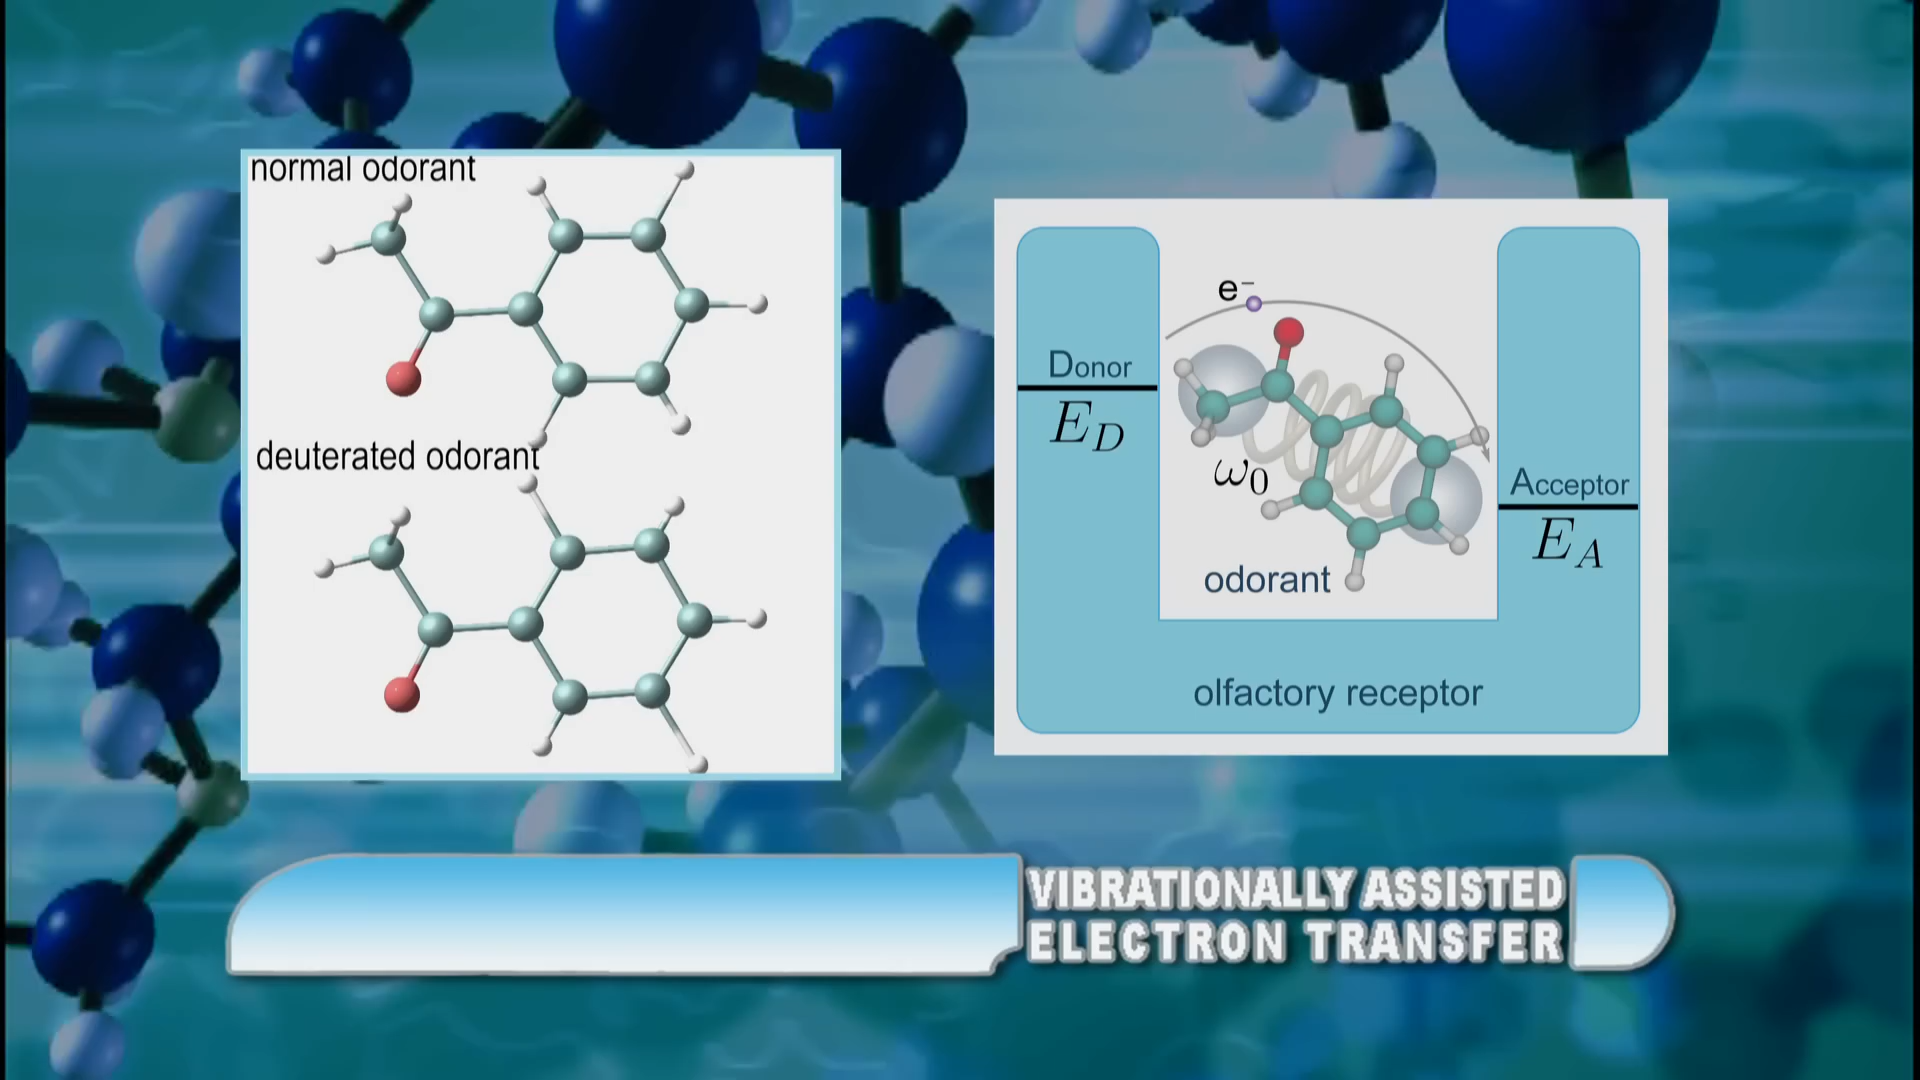 normal odorant
deuterated odorant
e⁻
Donor
E_D
ω₀
Acceptor
E_A
odorant
olfactory receptor
VIBRATIONALLY ASSISTED
ELECTRON TRANSFER